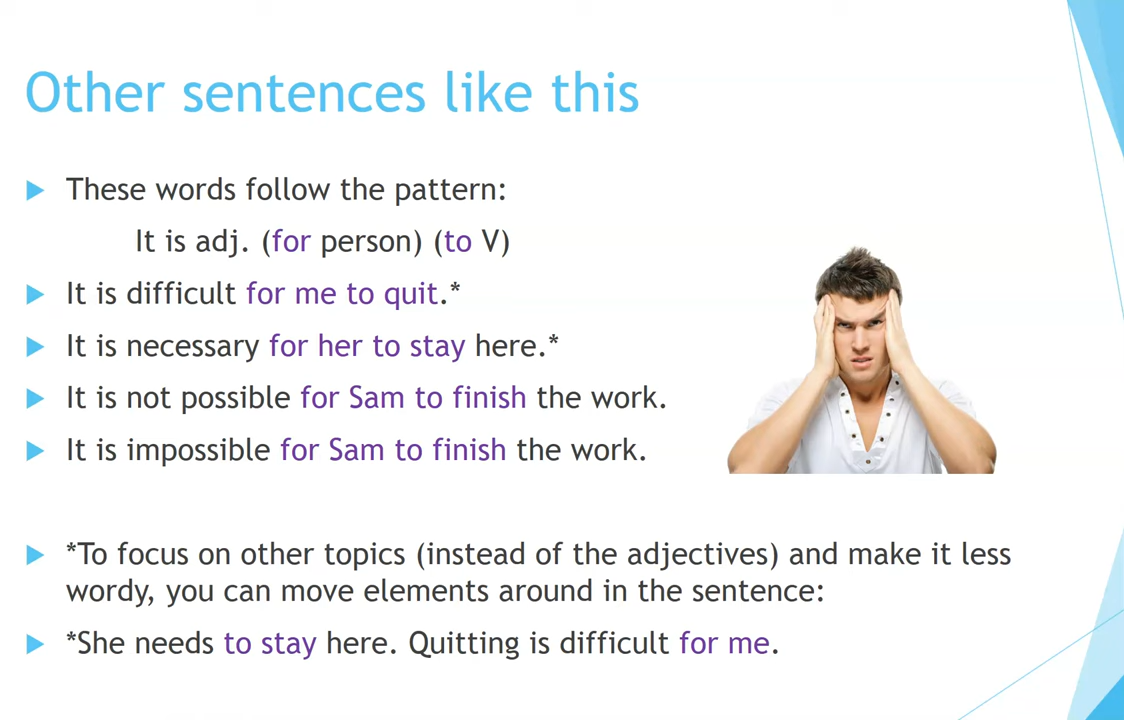 Other sentences like this
These words follow the pattern:
It is adj. (for person) (to V)
It is difficult for me to quit.*
It is necessary for her to stay here.*
It is not possible for Sam to finish the work.
It is impossible for Sam to finish the work.
*To focus on other topics (instead of the adjectives) and make it less
wordy, you can move elements around in the sentence:
*She needs to stay here. Quitting is difficult for me.